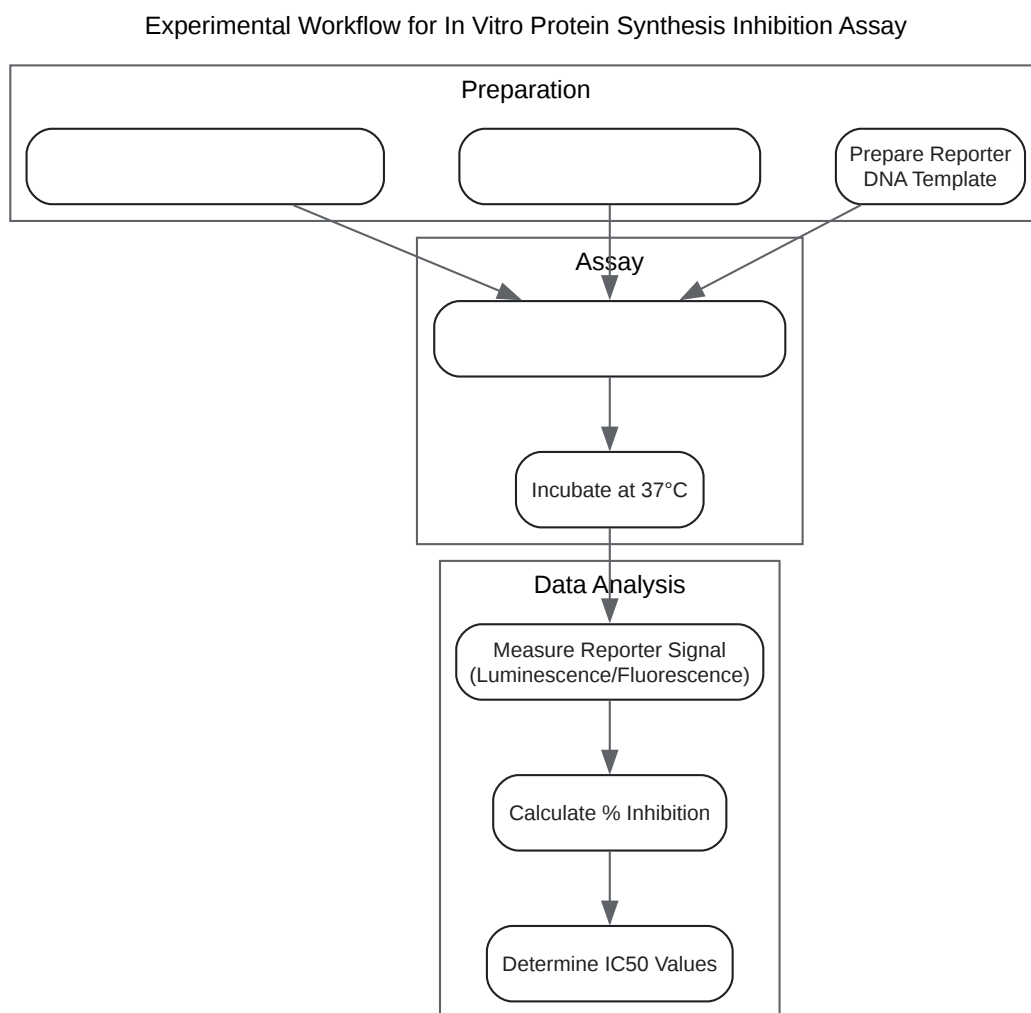 Experimental Workflow for In Vitro Protein Synthesis Inhibition Assay
Preparation
Prepare Reporter
DNA Template
Assay
Incubate at 37°C
Data Analysis
Measure Reporter Signal
(Luminescence/Fluorescence)
Calculate % Inhibition
Determine IC50 Values